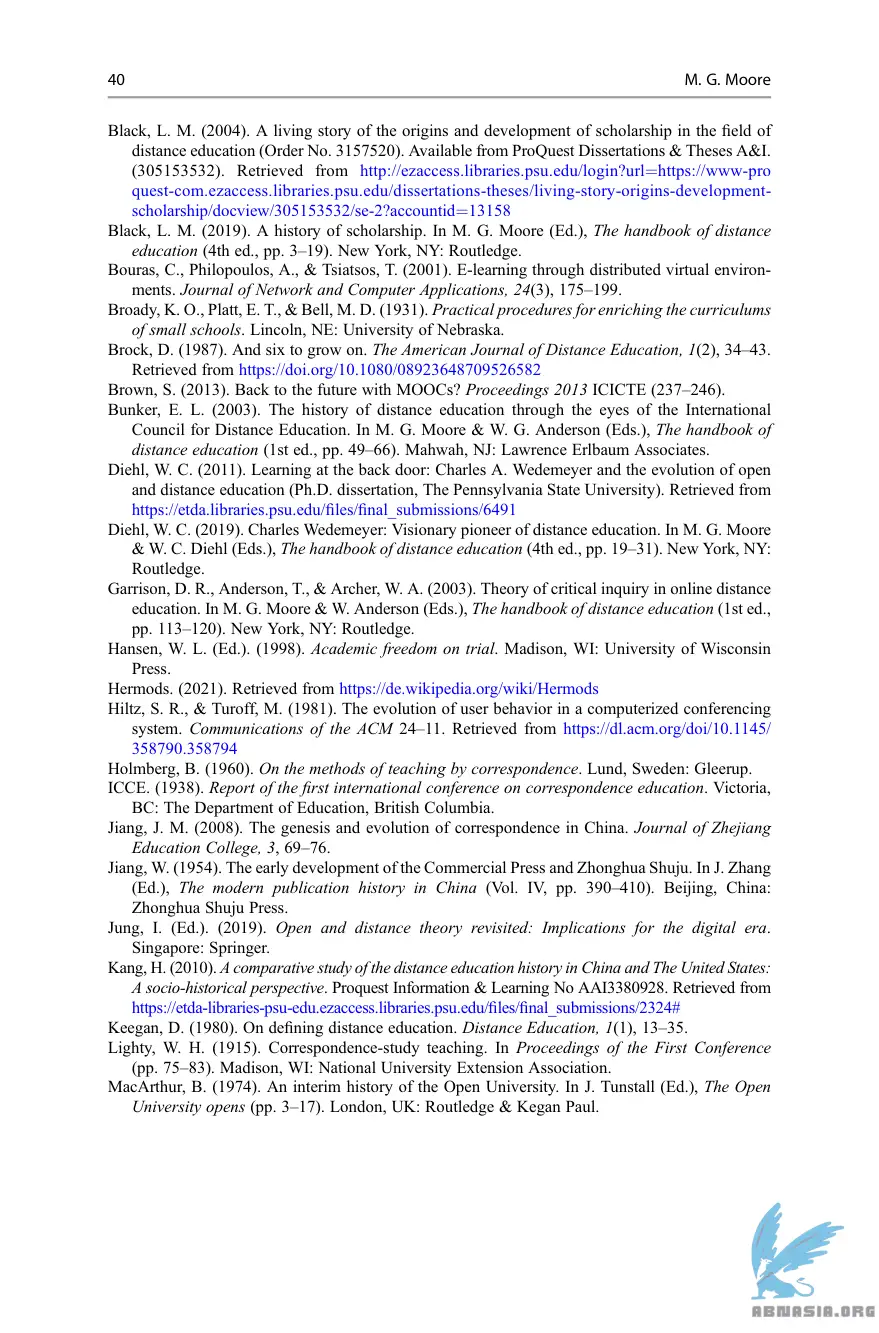 40
M. G. Moore
Black, L. M. (2004). A living story of the origins and development of scholarship in the field of
distance education (Order No. 3157520). Available from ProQuest Dissertations & Theses A&I.
(305153532). Retrieved from http://ezaccess.libraries.psu.edu/login?url=https://www-pro
quest-com.ezaccess.libraries.psu.edu/dissertations-theses/living-story-origins-development-
scholarship/docview/305153532/se-2?accountid=13158
Black, L. M. (2019). A history of scholarship. In M. G. Moore (Ed.), The handbook of distance
education (4th ed., pp. 3–19). New York, NY: Routledge.
Bouras, C., Philopoulos, A., & Tsiatsos, T. (2001). E-learning through distributed virtual environ-
ments. Journal of Network and Computer Applications, 24(3), 175–199.
Broady, K. O., Platt, E. T., & Bell, M. D. (1931). Practical procedures for enriching the curriculums
of small schools. Lincoln, NE: University of Nebraska.
Brock, D. (1987). And six to grow on. The American Journal of Distance Education, 1(2), 34–43.
Retrieved from https://doi.org/10.1080/08923648709526582
Brown, S. (2013). Back to the future with MOOCs? Proceedings 2013 ICICTE (237–246).
Bunker, E. L. (2003). The history of distance education through the eyes of the International
Council for Distance Education. In M. G. Moore & W. G. Anderson (Eds.), The handbook of
distance education (1st ed., pp. 49–66). Mahwah, NJ: Lawrence Erlbaum Associates.
Diehl, W. C. (2011). Learning at the back door: Charles A. Wedemeyer and the evolution of open
and distance education (Ph.D. dissertation, The Pennsylvania State University). Retrieved from
https://etda.libraries.psu.edu/files/final_submissions/6491
Diehl, W. C. (2019). Charles Wedemeyer: Visionary pioneer of distance education. In M. G. Moore
& W. C. Diehl (Eds.), The handbook of distance education (4th ed., pp. 19–31). New York, NY:
Routledge.
Garrison, D. R., Anderson, T., & Archer, W. A. (2003). Theory of critical inquiry in online distance
education. In M. G. Moore & W. Anderson (Eds.), The handbook of distance education (1st ed.,
pp. 113–120). New York, NY: Routledge.
Hansen, W. L. (Ed.). (1998). Academic freedom on trial. Madison, WI: University of Wisconsin
Press.
Hermods. (2021). Retrieved from https://de.wikipedia.org/wiki/Hermods
Hiltz, S. R., & Turoff, M. (1981). The evolution of user behavior in a computerized conferencing
system. Communications of the ACM 24–11. Retrieved from https://dl.acm.org/doi/10.1145/
358790.358794
Holmberg, B. (1960). On the methods of teaching by correspondence. Lund, Sweden: Gleerup.
ICCE. (1938). Report of the first international conference on correspondence education. Victoria,
BC: The Department of Education, British Columbia.
Jiang, J. M. (2008). The genesis and evolution of correspondence in China. Journal of Zhejiang
Education College, 3, 69–76.
Jiang, W. (1954). The early development of the Commercial Press and Zhonghua Shuju. In J. Zhang
(Ed.), The modern publication history in China (Vol. IV, pp. 390–410). Beijing, China:
Zhonghua Shuju Press.
Jung, I. (Ed.). (2019). Open and distance theory revisited: Implications for the digital era.
Singapore: Springer.
Kang, H. (2010). A comparative study of the distance education history in China and The United States:
A socio-historical perspective. Proquest Information & Learning No AAI3380928. Retrieved from
https://etda-libraries-psu-edu.ezaccess.libraries.psu.edu/files/final_submissions/2324#
Keegan, D. (1980). On defining distance education. Distance Education, 1(1), 13–35.
Lighty, W. H. (1915). Correspondence-study teaching. In Proceedings of the First Conference
(pp. 75–83). Madison, WI: National University Extension Association.
MacArthur, B. (1974). An interim history of the Open University. In J. Tunstall (Ed.), The Open
University opens (pp. 3–17). London, UK: Routledge & Kegan Paul.
ABNASIA.ORG